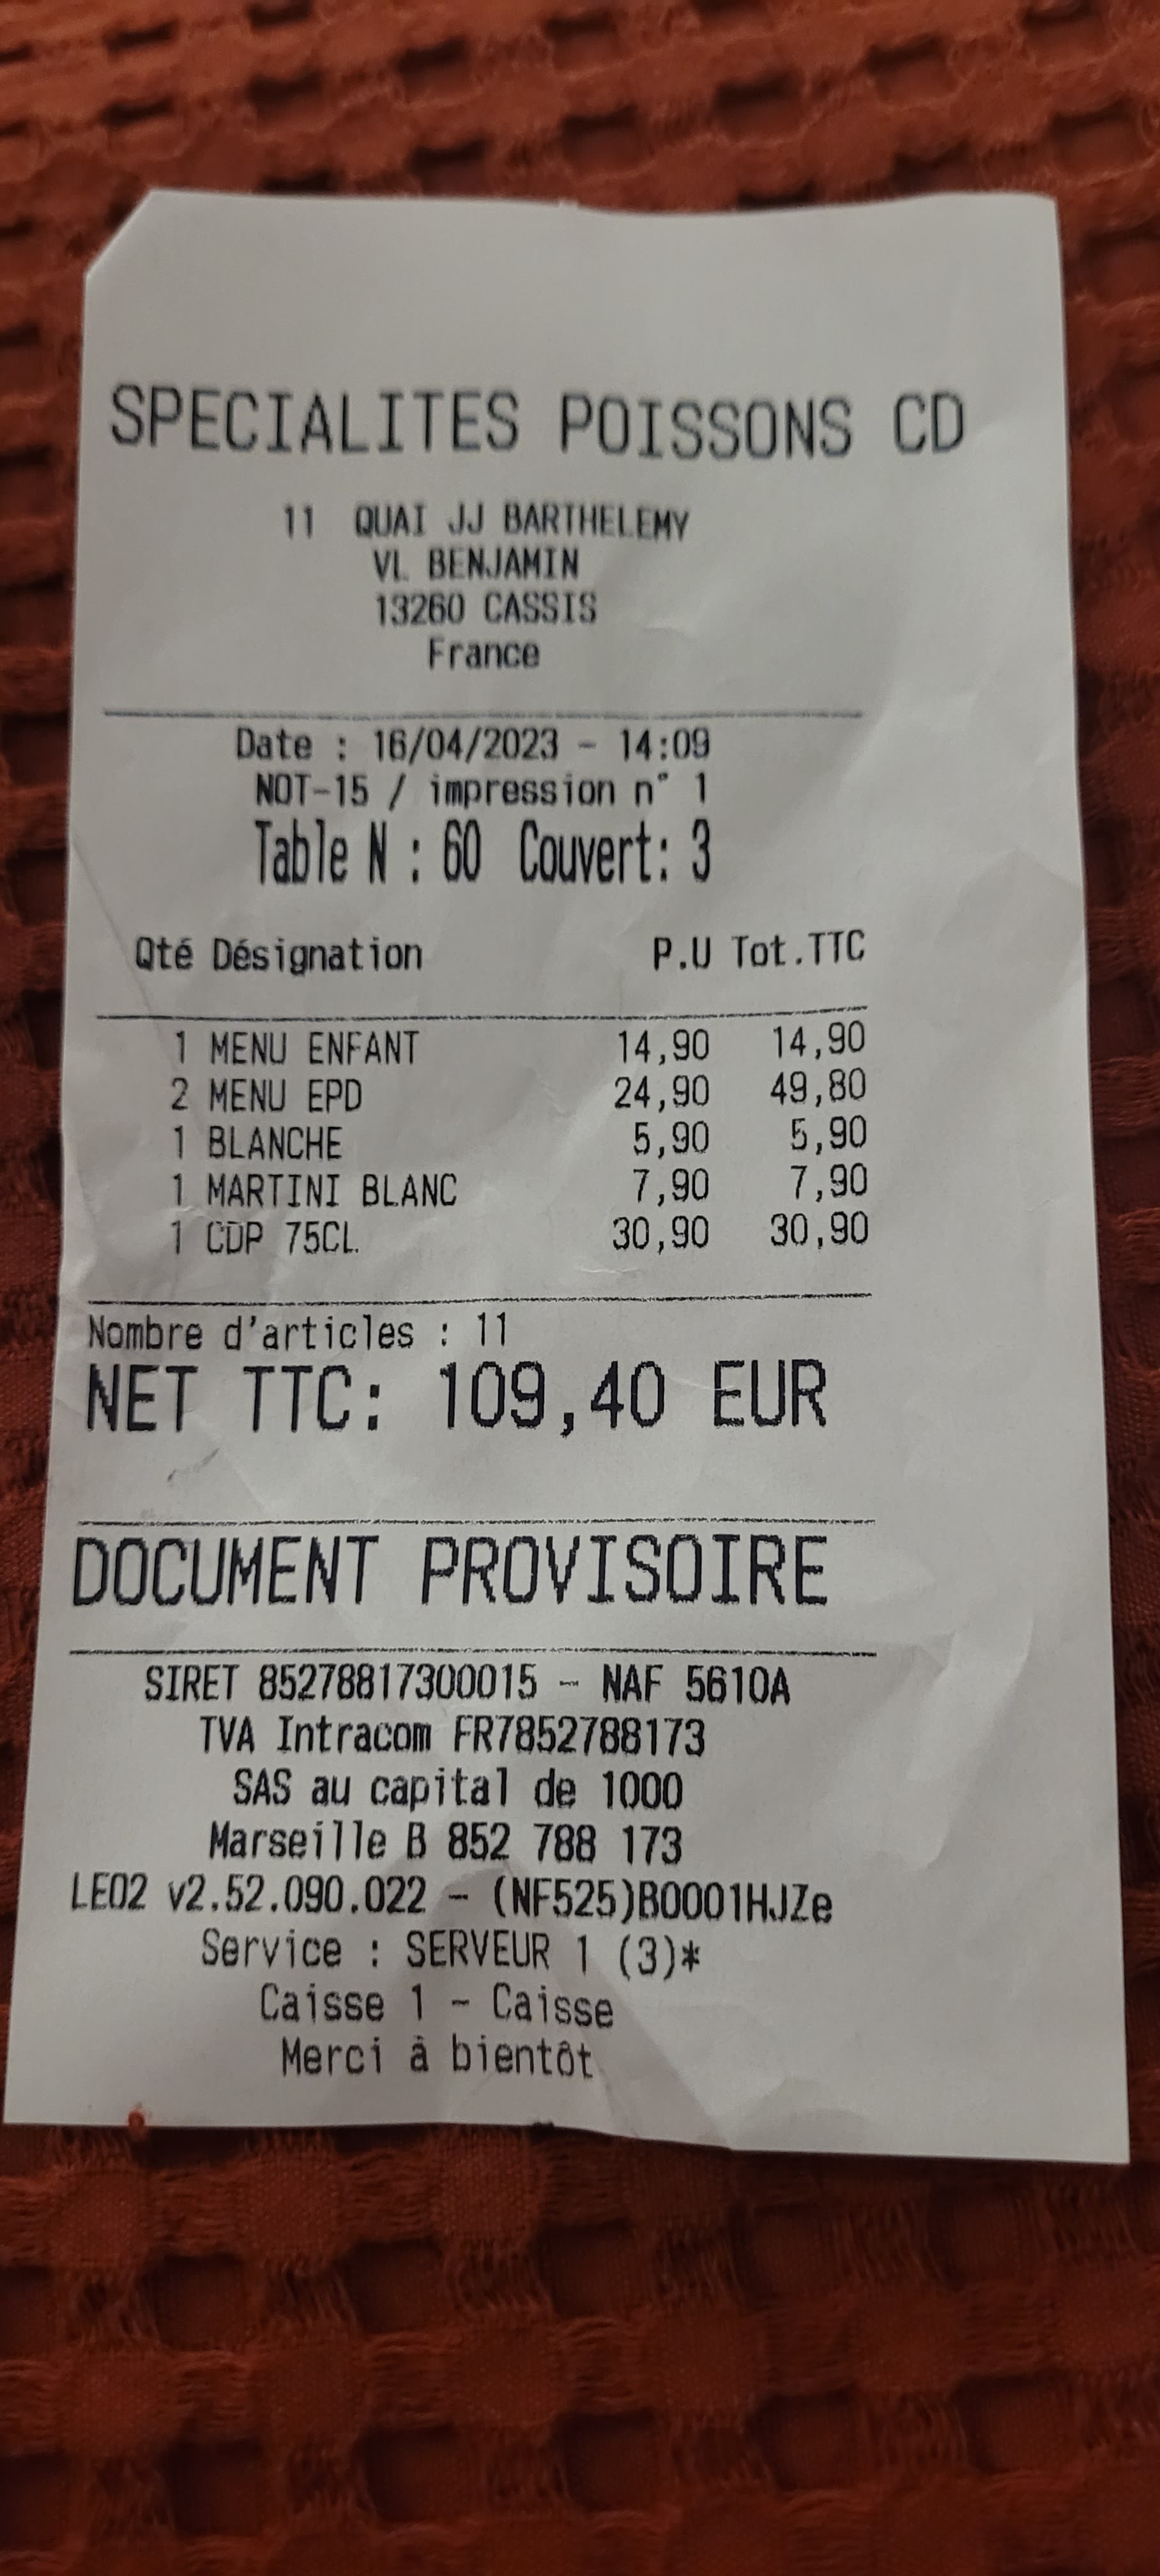 SPECIALITES POISSONS CD
11 QUAI JJ BARTHELEMY
VL BENJAMIN
13260 CASSIS
France
Date : 16/04/2023 - 14:09
NOT-15 / impression n° 1
Table N : 60 Couvert: 3
Qté Désignation P.U Tot.TTC
1 MENU ENFANT 14,90 14,90
2 MENU EPD 24,90 49,80
1 BLANCHE 5,90 5,90
1 MARTINI BLANC 7,90 7,90
1 CDP 75CL 30,90 30,90
Nombre d'articles : 11
NET TTC: 109,40 EUR
DOCUMENT PROVISOIRE
SIRET 85278817300015 - NAF 5610A
TVA Intracom FR7852788173
SAS au capital de 1000
Marseille B 852 788 173
LEO2 v2.52.090.022 - (NF525)B0001HJZe
Service : SERVEUR 1 (3)*
Caisse 1 - Caisse
Merci à bientôt